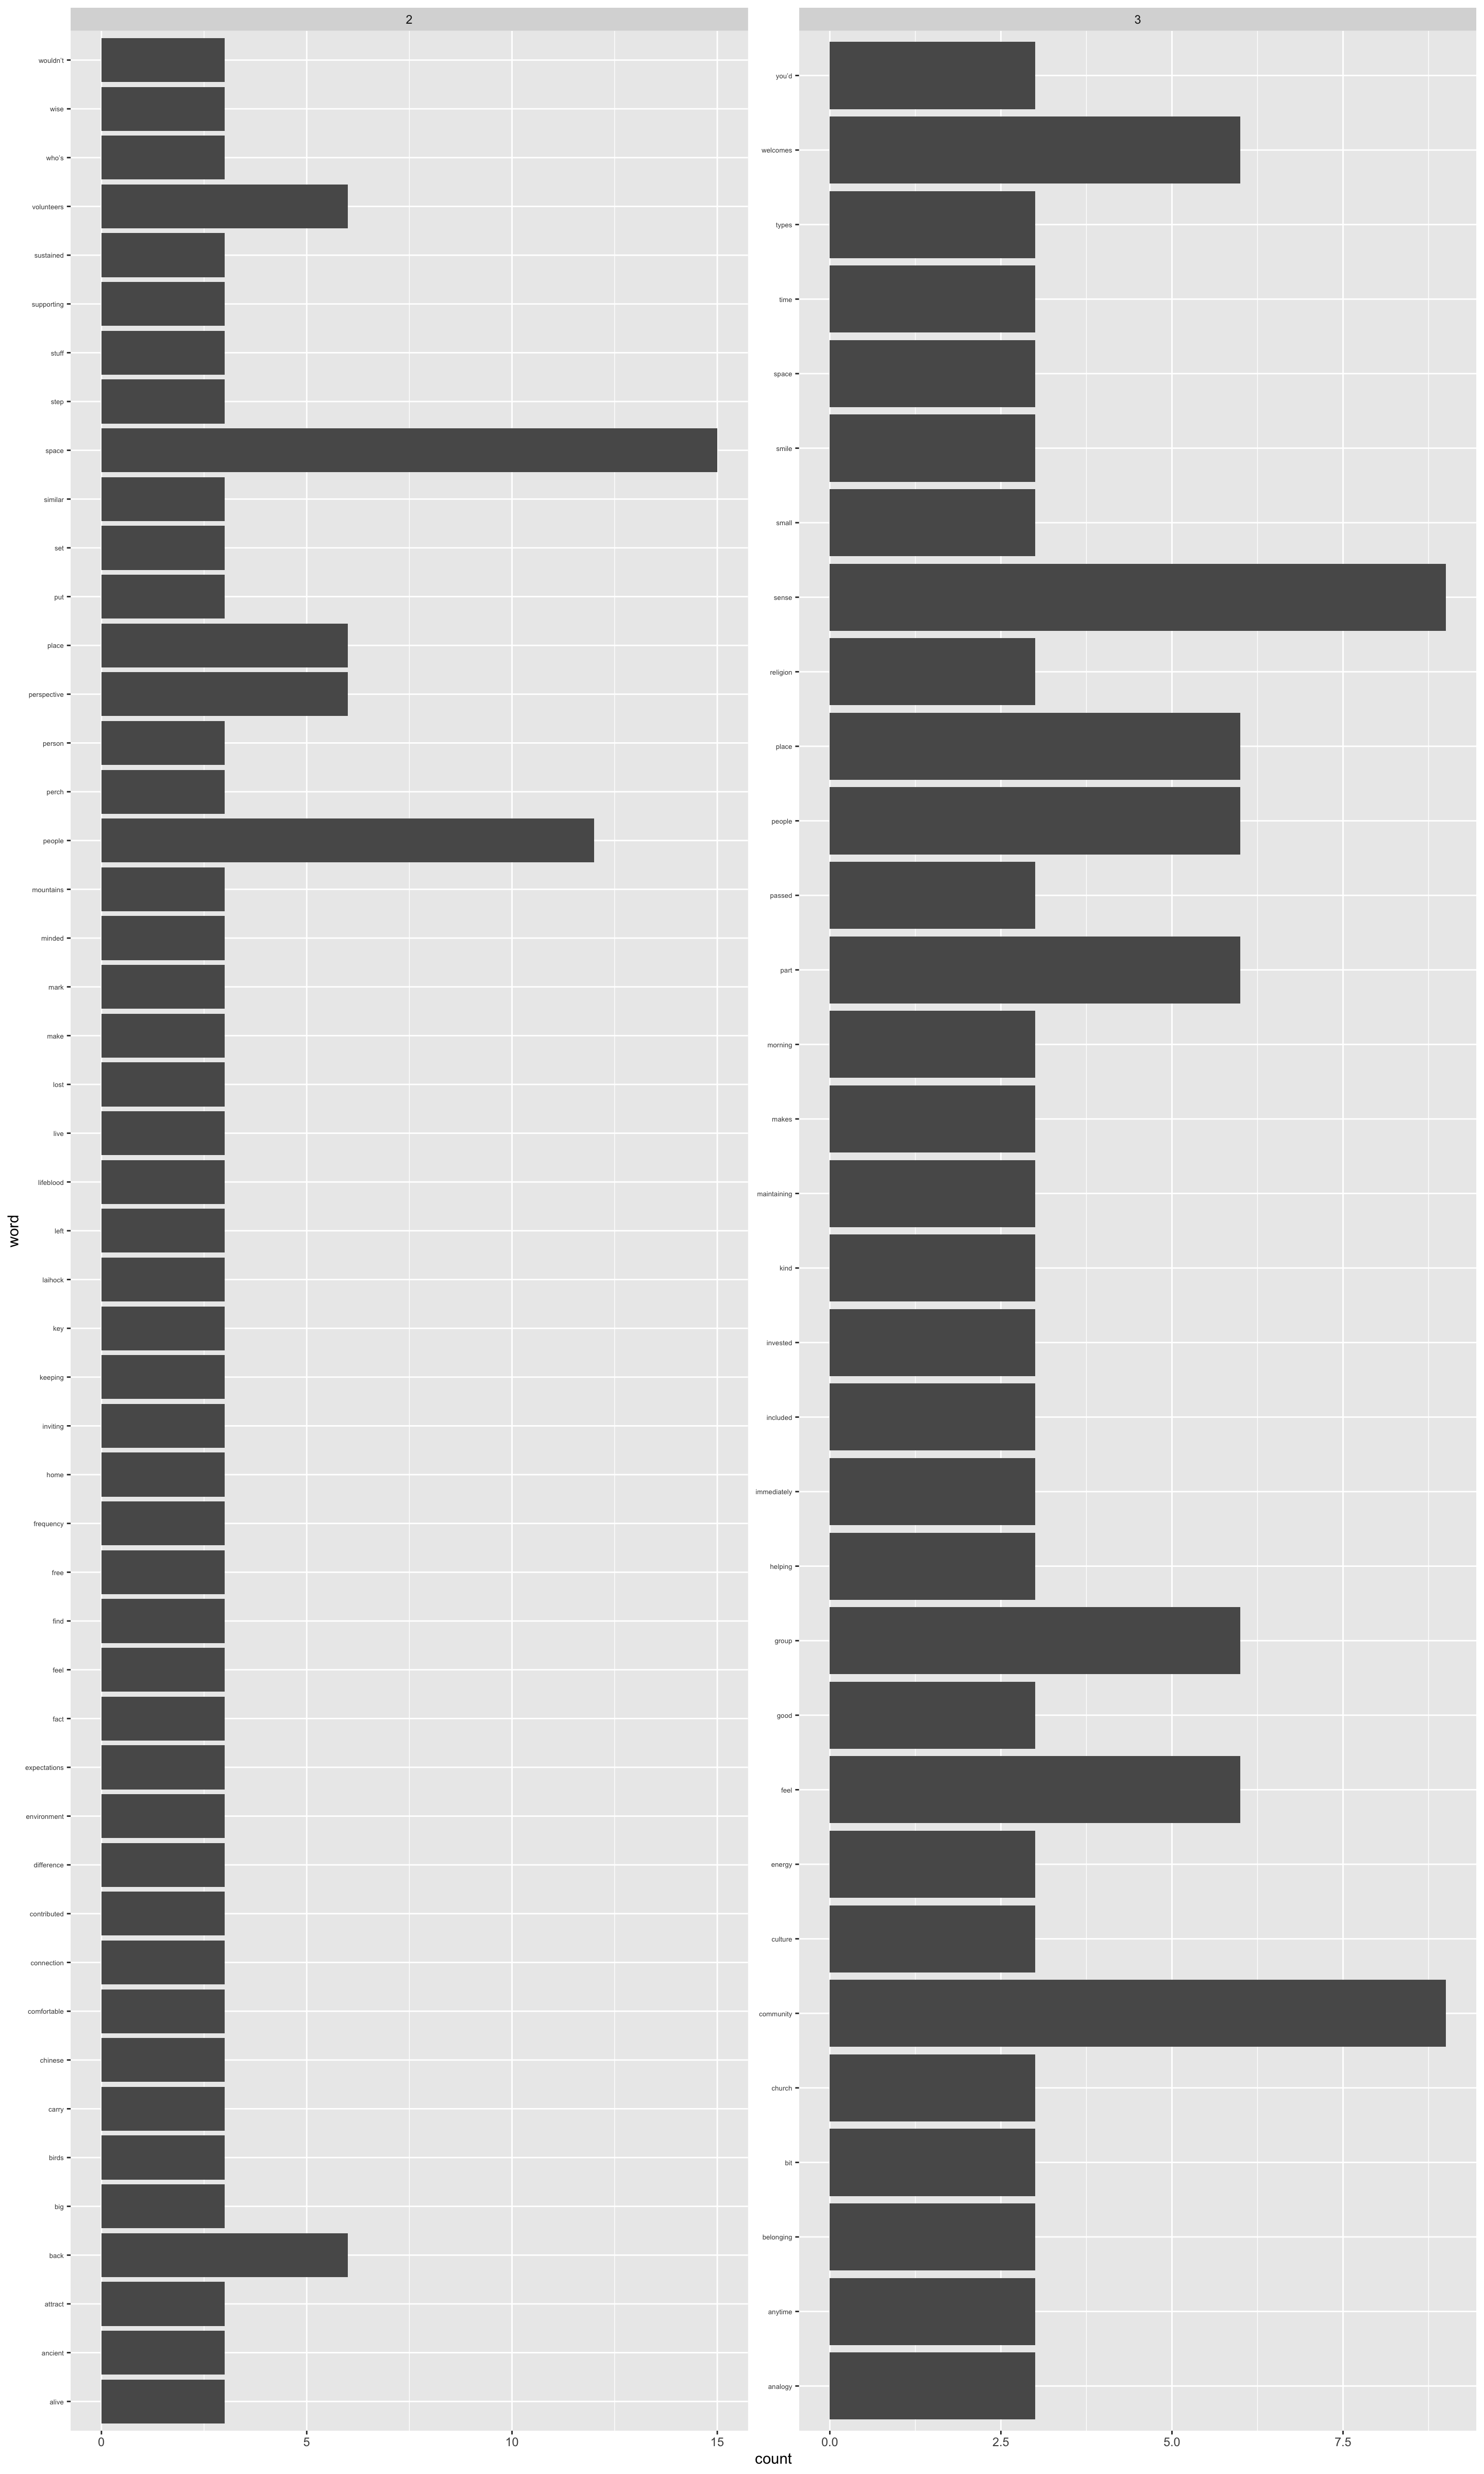 2
wouldn't
wise
who's
volunteers
sustained
supporting
stuff
step
space
similar
set
put
place
perspective
person
perch
people
mountains
minded
mark
make
lost
live
lifeblood
left
laihock
key
keeping
inviting
home
frequency
free
find
feel
fact
expectations
environment
difference
contributed
connection
comfortable
chinese
carry
birds
big
back
attract
ancient
alive
0 5 10 15
3
you'd
welcomes
types
time
space
smile
small
sense
religion
place
people
passed
part
morning
makes
maintaining
kind
invested
included
immediately
helping
group
good
feel
energy
culture
community
church
bit
belonging
anytime
analogy
0.0 2.5 5.0 7.5
count
word